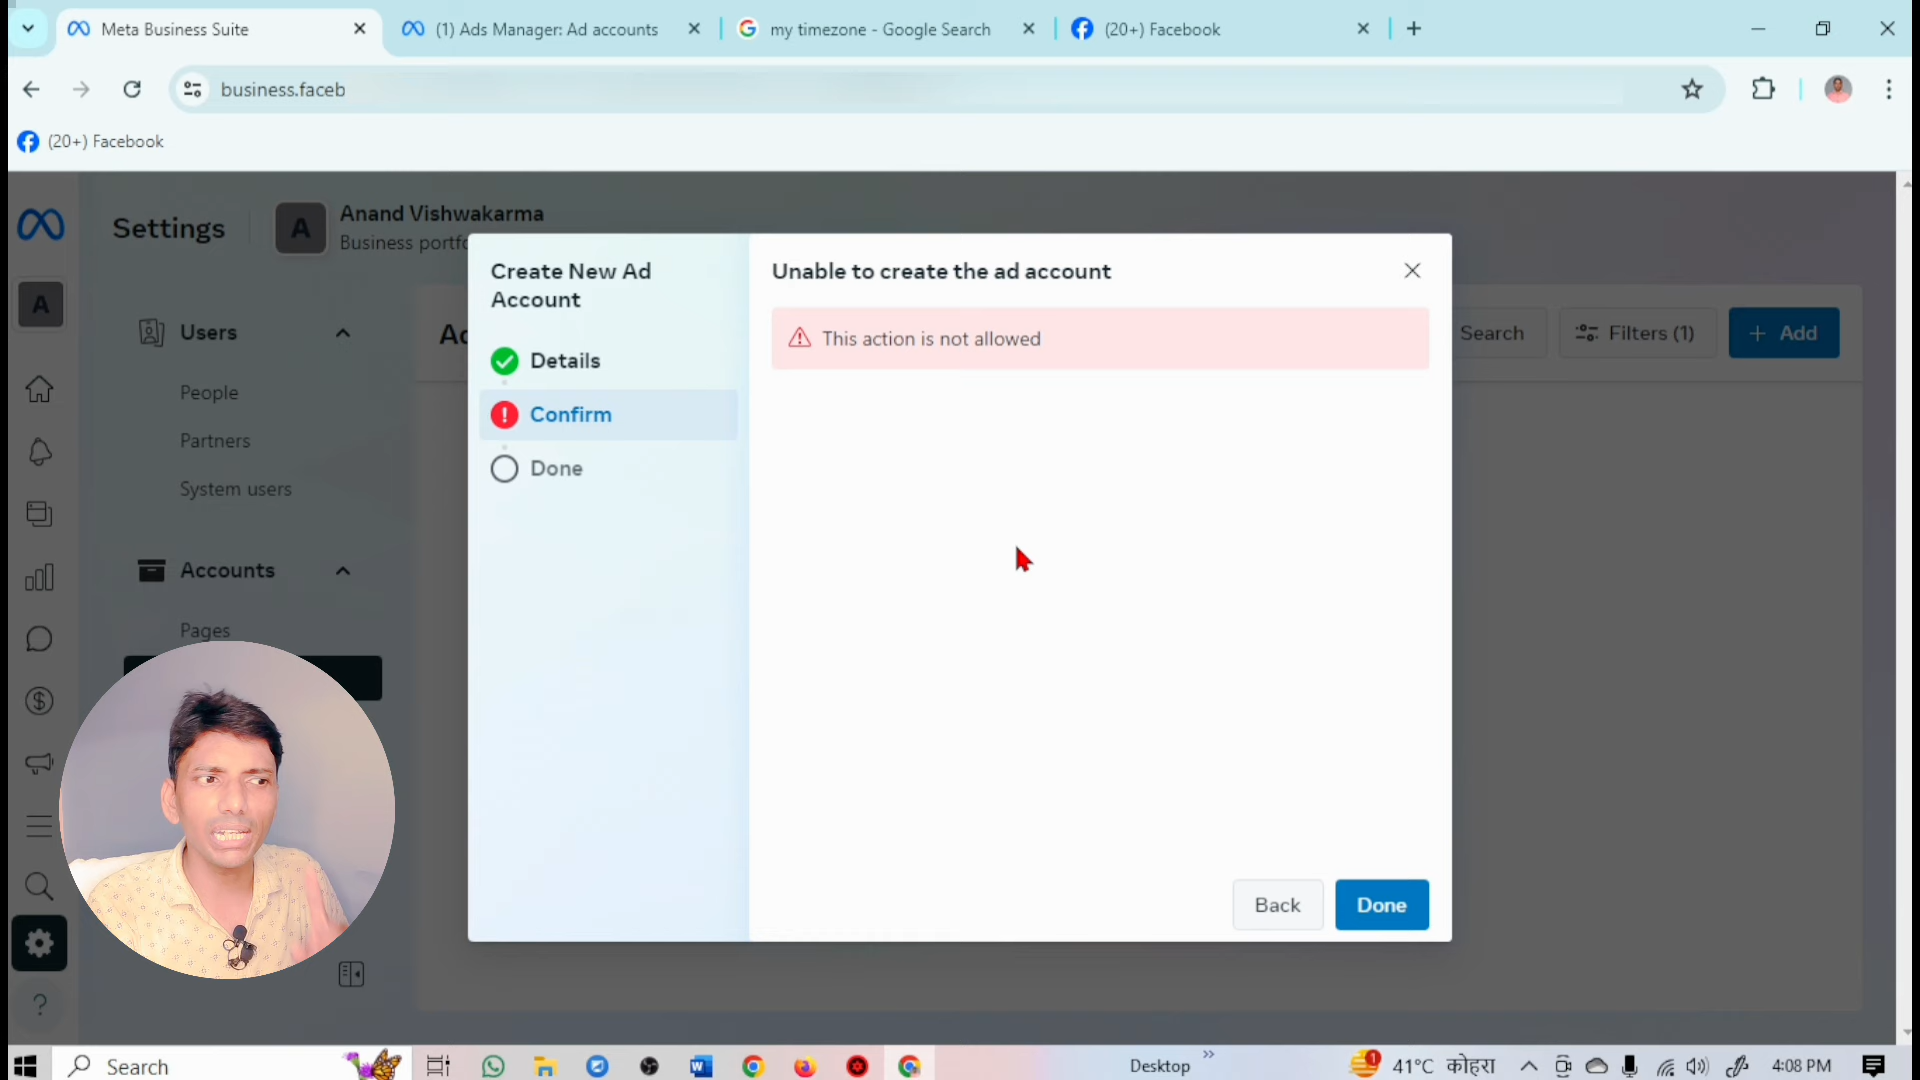 Meta Business Suite
(1) Ads Manager: Ad accounts
my timezone - Google Search
(20+) Facebook
business.faceb
(20+) Facebook
Settings
A
Anand Vishwakarma
Business portfo
A
Users
People
Partners
System users
Accounts
Pages
Ad
Create New Ad
Account
Details
Confirm
Done
Unable to create the ad account
This action is not allowed
Back
Done
Search
Filters (1)
+ Add
Search
Desktop
1
41°C कोहरा
4:08 PM